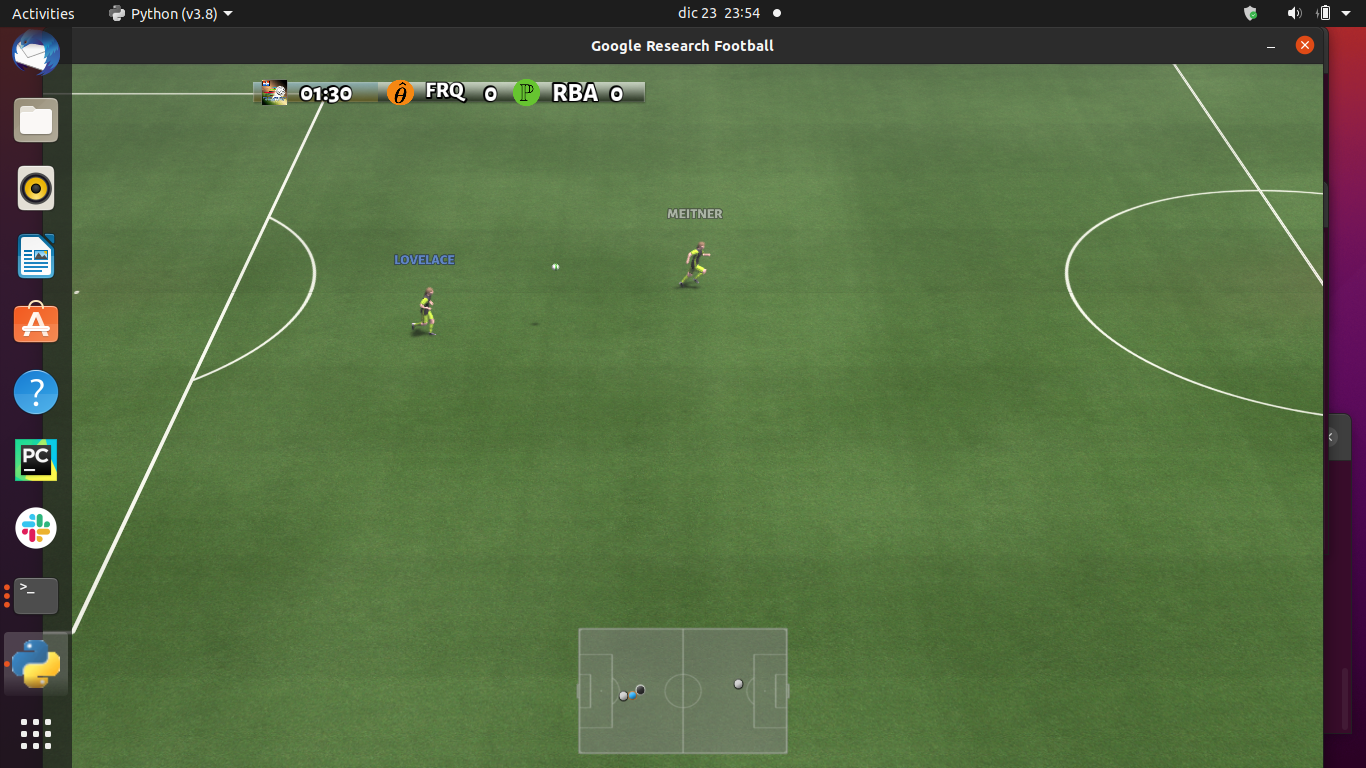 Activities Python (v3.8) dic 23 23:54
Google Research Football
01:30 θ̂ FRQ 0 ℙ RBA 0
MEITNER
LOVELACE
?
PC
>_